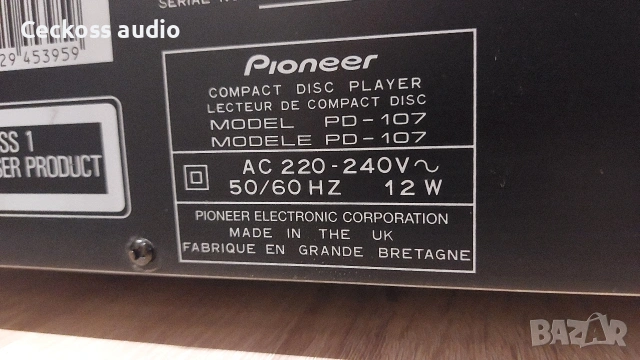 SERIAL NO
Ceckoss audio
29 453959
Pioneer
COMPACT DISC PLAYER
LECTEUR DE COMPACT DISC
MODEL PD-107
MODELE PD-107
SS 1
SER PRODUCT
AC 220-240V~
50/60 HZ 12 W
PIONEER ELECTRONIC CORPORATION
MADE IN THE UK
FABRIQUE EN GRANDE BRETAGNE
BAZAR